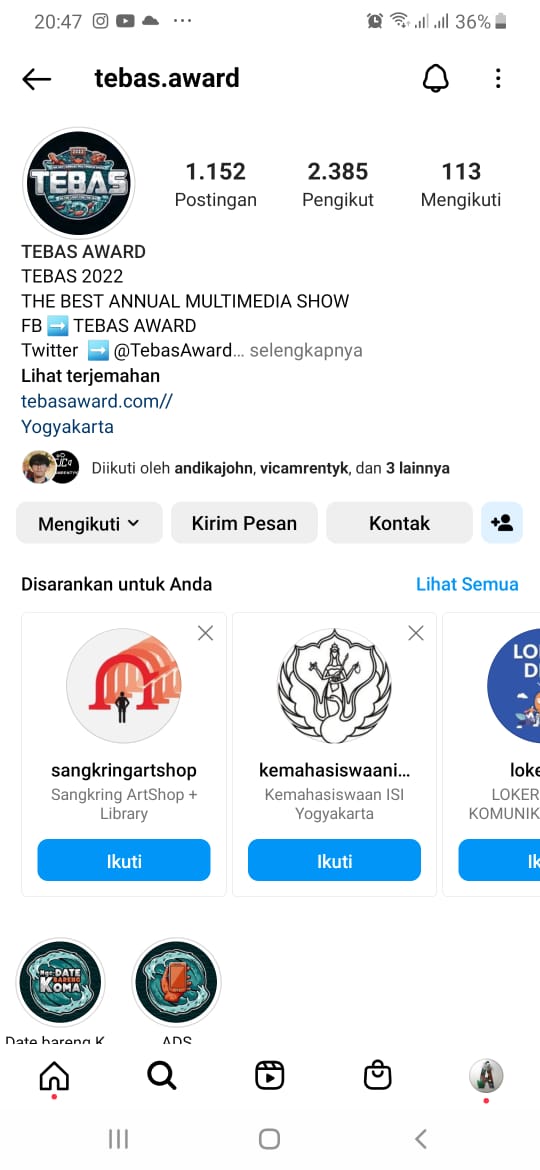 20:47
36%
tebas.award
TEBAS
1.152
2.385
113
Postingan
Pengikut
Mengikuti
TEBAS AWARD
TEBAS 2022
THE BEST ANNUAL MULTIMEDIA SHOW
FB ➡️ TEBAS AWARD
Twitter ➡️ @TebasAward... selengkapnya
Lihat terjemahan
tebasaward.com//
Yogyakarta
Diikuti oleh andikajohn, vicamrentyk, dan 3 lainnya
Mengikuti
Kirim Pesan
Kontak
Disarankan untuk Anda
Lihat Semua
sangkringartshop
Sangkring ArtShop +
Library
Ikuti
kemahasiswaani...
Kemahasiswaan ISI
Yogyakarta
Ikuti
LO
D
loke
LOKER
KOMUNIK
Ik
Nge-DATE
BARENG
KOMA
Date bareng K
ADS